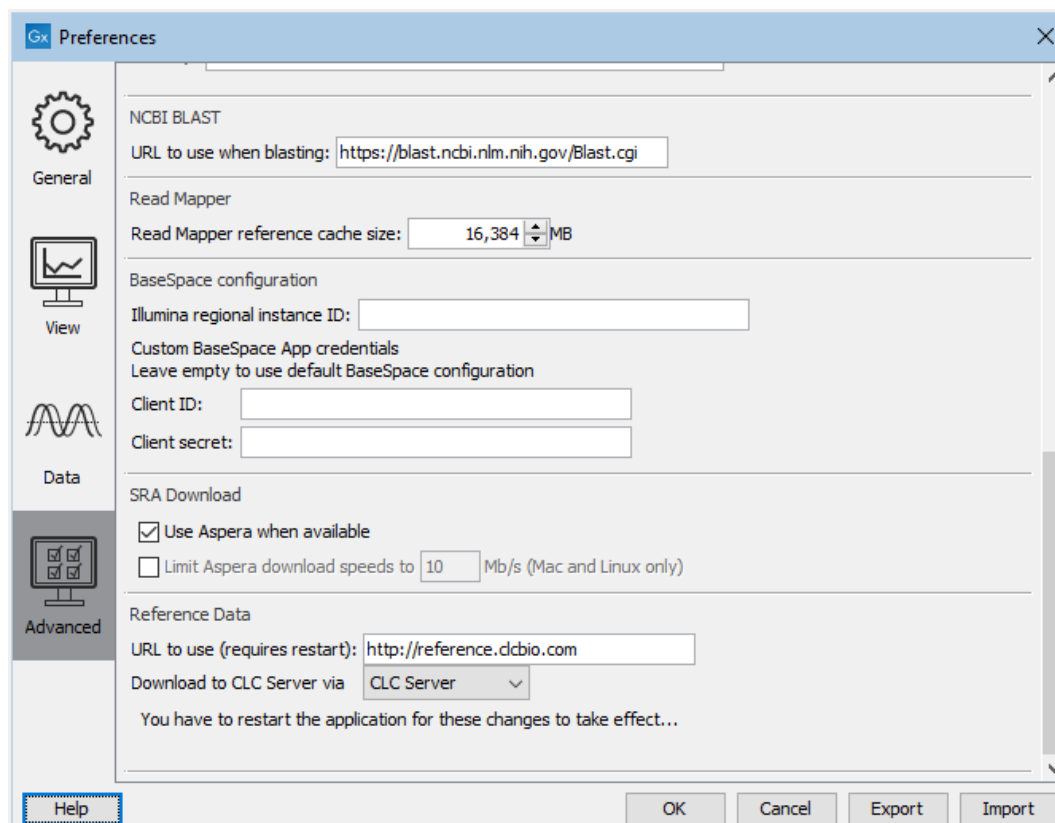 Gx Preferences
General
View
Data
Advanced
NCBI BLAST
URL to use when blasting: https://blast.ncbi.nlm.nih.gov/Blast.cgi
Read Mapper
Read Mapper reference cache size: 16,384 MB
BaseSpace configuration
Illumina regional instance ID:
Custom BaseSpace App credentials
Leave empty to use default BaseSpace configuration
Client ID:
Client secret:
SRA Download
Use Aspera when available
Limit Aspera download speeds to 10 Mb/s (Mac and Linux only)
Reference Data
URL to use (requires restart): http://reference.clcbio.com
Download to CLC Server via CLC Server
You have to restart the application for these changes to take effect...
Help OK Cancel Export Import